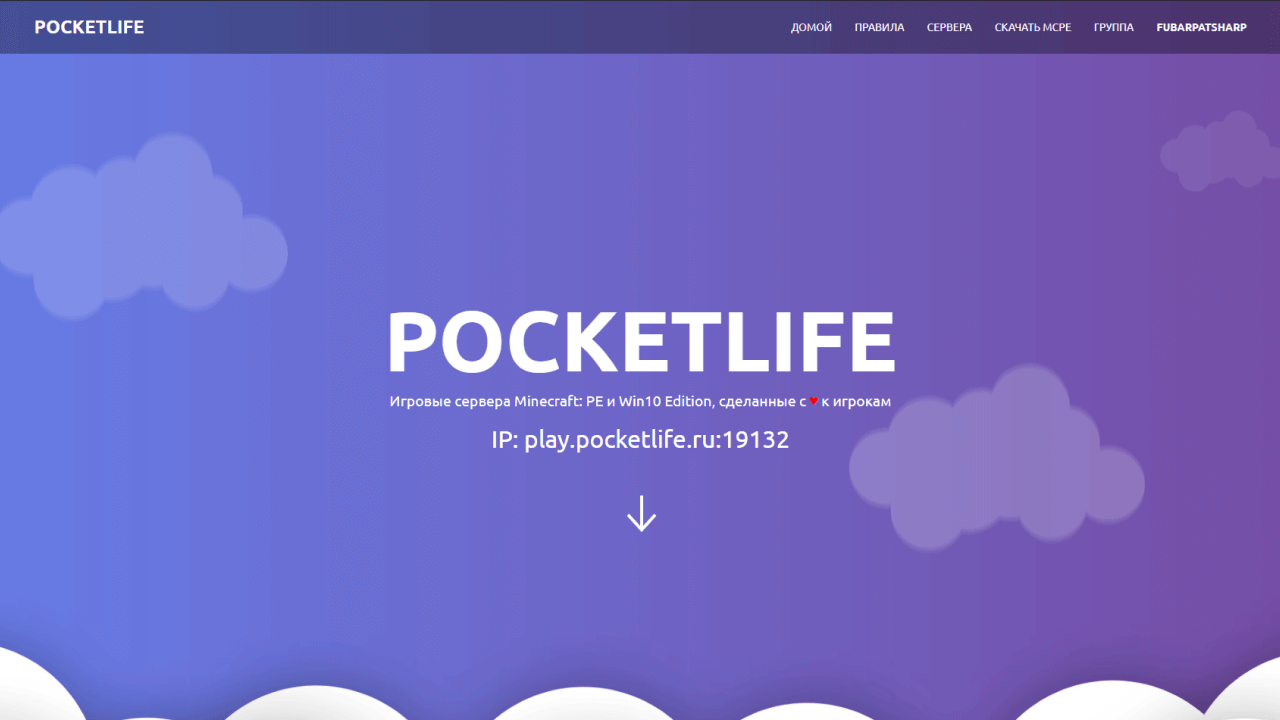 POCKETLIFE
ДОМОЙ ПРАВИЛА СЕРВЕРА СКАЧАТЬ MCPE ГРУППА FUBARPATSHARP
POCKETLIFE
Игровые сервера Minecraft: PE и Win10 Edition, сделанные с ♥ к игрокам
IP: play.pocketlife.ru:19132